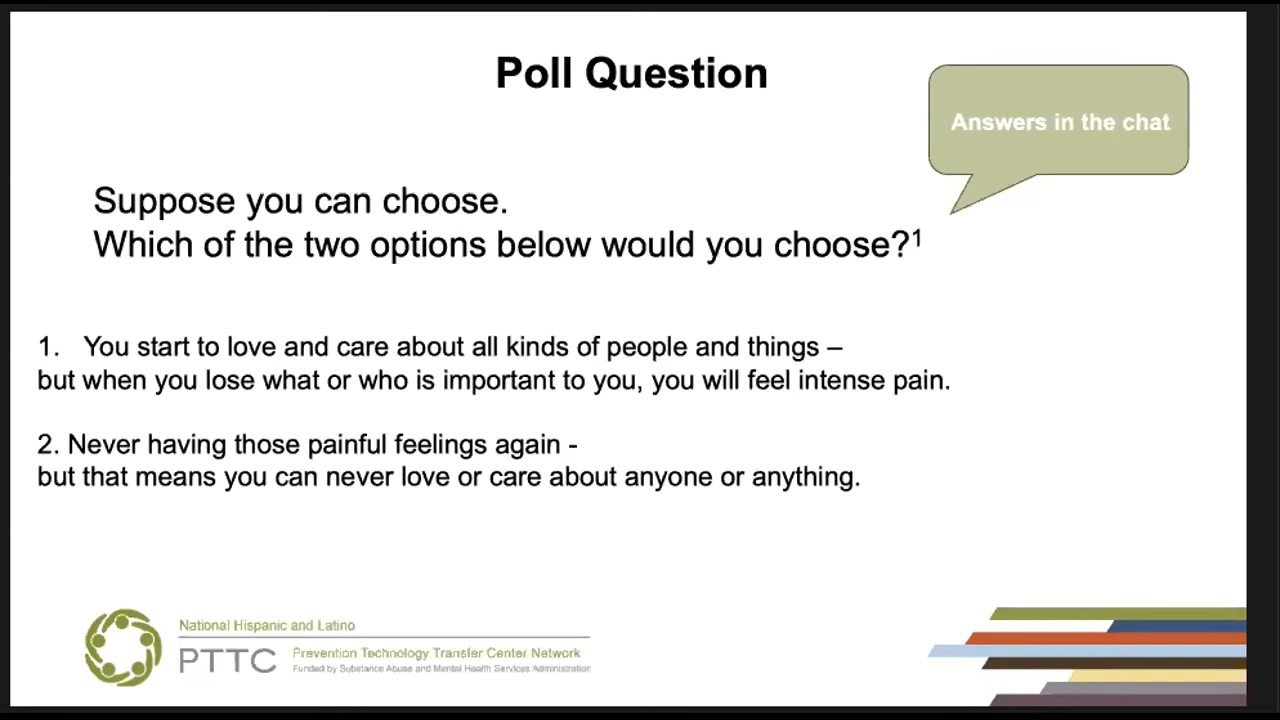 Poll Question
Answers in the chat
Suppose you can choose.
Which of the two options below would you choose?¹
1. You start to love and care about all kinds of people and things –
but when you lose what or who is important to you, you will feel intense pain.
2. Never having those painful feelings again -
but that means you can never love or care about anyone or anything.
National Hispanic and Latino
PTTC
Prevention Technology Transfer Center Network
Funded by Substance Abuse and Mental Health Services Administration